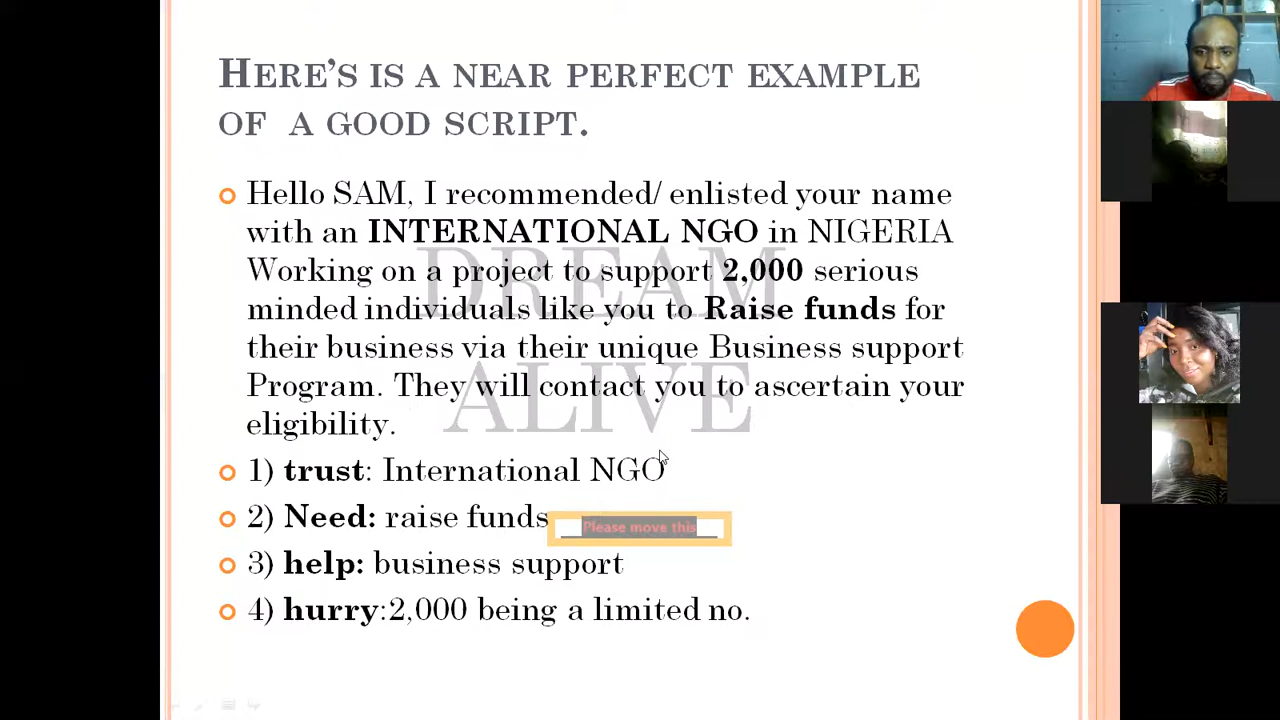 HERE'S IS A NEAR PERFECT EXAMPLE
OF A GOOD SCRIPT.
Hello SAM, I recommended/ enlisted your name
with an INTERNATIONAL NGO in NIGERIA
Working on a project to support 2,000 serious
minded individuals like you to Raise funds for
their business via their unique Business support
Program. They will contact you to ascertain your
eligibility.
DREAM
ALIVE
1) trust: International NGO
2) Need: raise funds
Please move this
3) help: business support
4) hurry:2,000 being a limited no.